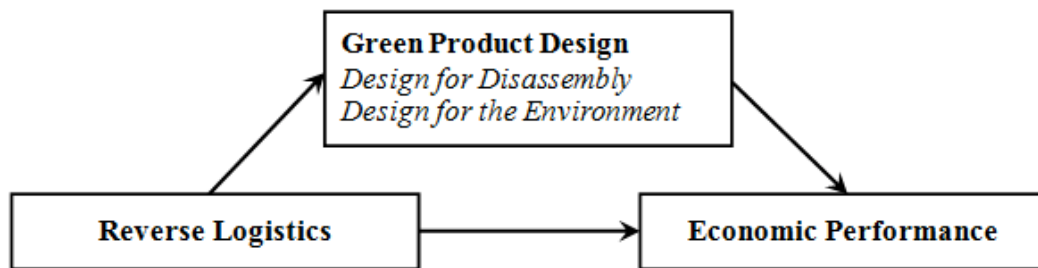 Green Product Design
Design for Disassembly
Design for the Environment
Reverse Logistics
Economic Performance